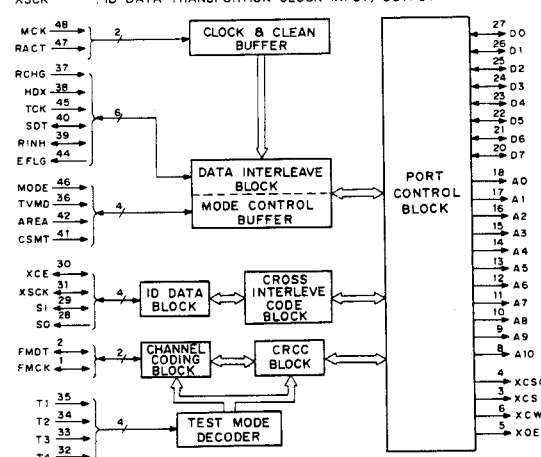 XSCK : ID DATA TRANSPORTION CLOCK INPUT/OUTPUT
MCK 48
RACT 47
2
CLOCK & CLEAN
BUFFER
RCHG 37
HDX 38
TCK 45
SDT 40
RINH 39
EFLG 44
6
DATA INTERLEAVE
BLOCK
MODE CONTROL
BUFFER
MODE 46
TVMD 36
AREA 42
CSMT 41
4
XCE 30
XSCK 31
SI 29
SO 28
4
ID DATA
BLOCK
CROSS
INTERLEVE
CODE
BLOCK
FMDT 2
FMCK 1
2
CHANNEL
CODING
BLOCK
CRCC
BLOCK
T1 35
T2 34
T3 33
T4 32
4
TEST MODE
DECODER
PORT
CONTROL
BLOCK
27 D0
26 D1
25 D2
24 D3
23 D4
22 D5
21 D6
20 D7
18 A0
17 A1
16 A2
15 A3
14 A4
13 A5
12 A6
11 A7
10 A8
9 A9
8 A10
4 XCSO
3 XCS
6 XCW
5 XOE